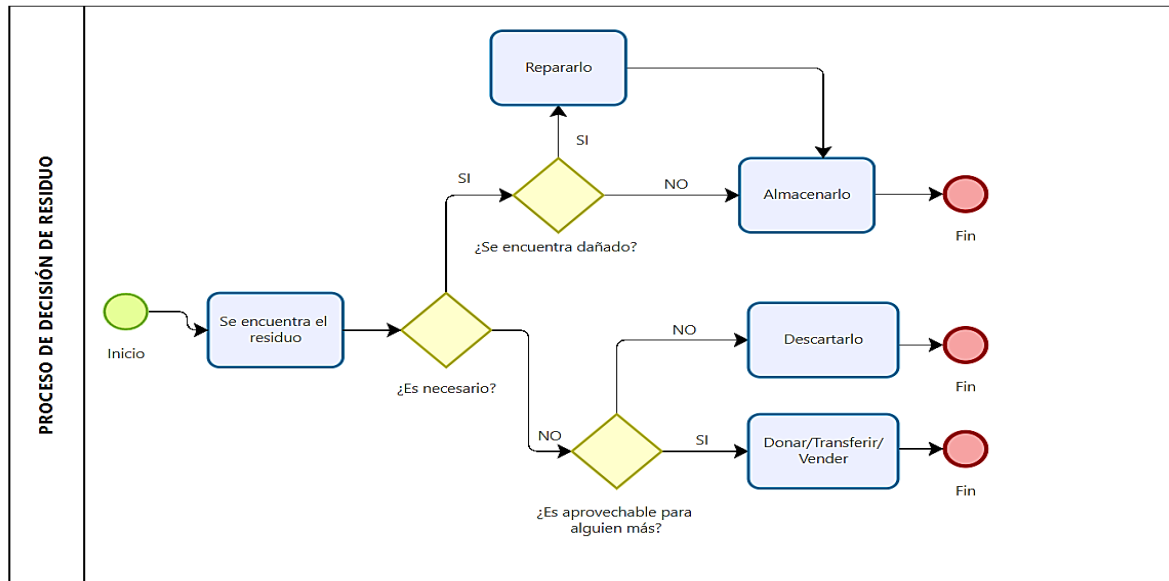 PROCESO DE DECISIÓN DE RESIDUO
Inicio
Se encuentra el
residuo
¿Es necesario?
SI
¿Se encuentra dañado?
SI
Repararlo
NO
Almacenarlo
Fin
NO
¿Es aprovechable para
alguien más?
NO
Descartarlo
Fin
SI
Donar/Transferir/
Vender
Fin